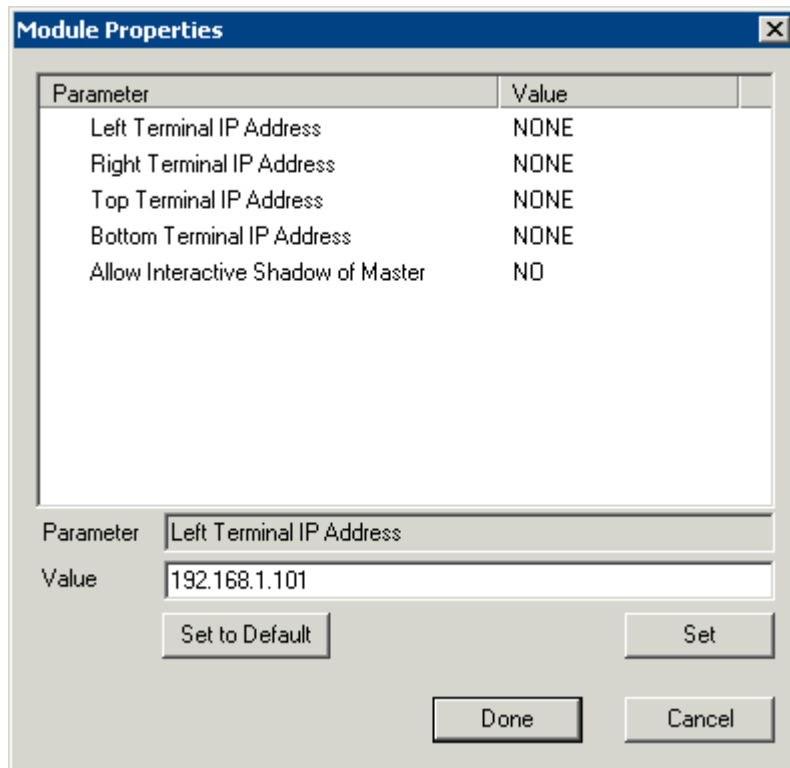 Module Properties
Parameter Value
Left Terminal IP Address NONE
Right Terminal IP Address NONE
Top Terminal IP Address NONE
Bottom Terminal IP Address NONE
Allow Interactive Shadow of Master NO
Parameter Left Terminal IP Address
Value 192.168.1.101
Set to Default Set
Done Cancel